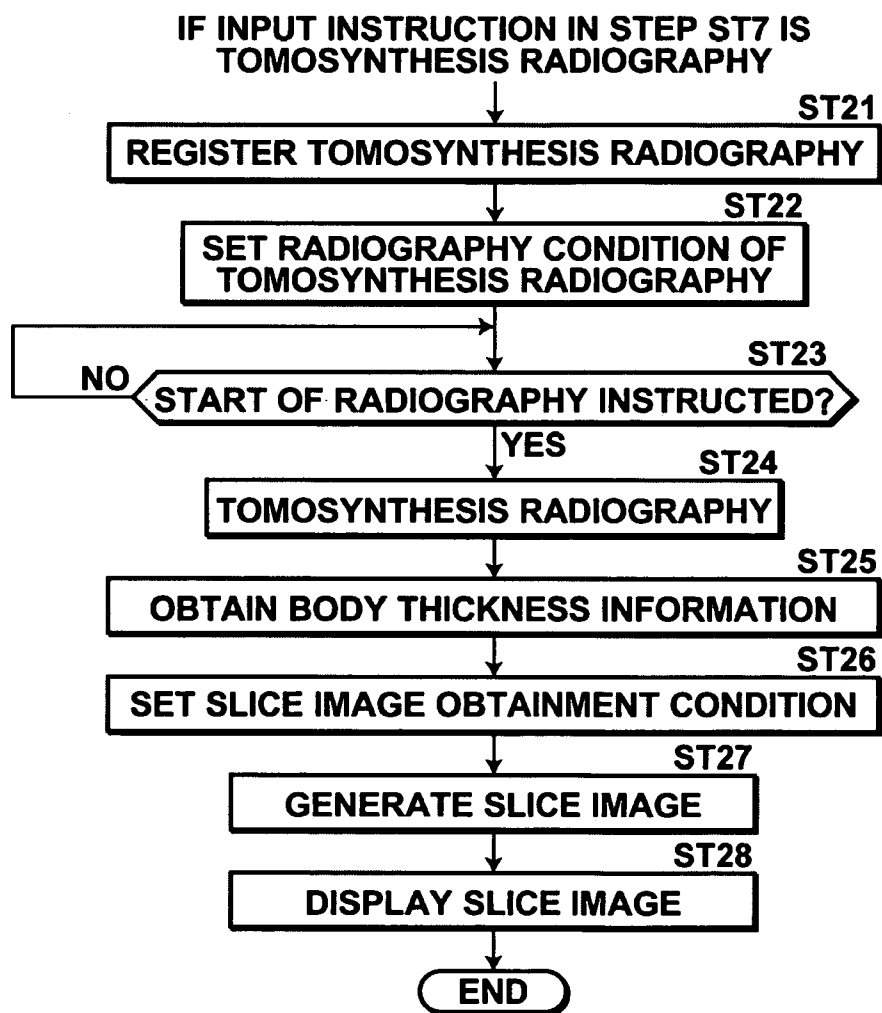 IF INPUT INSTRUCTION IN STEP ST7 IS
TOMOSYNTHESIS RADIOGRAPHY
ST21
REGISTER TOMOSYNTHESIS RADIOGRAPHY
ST22
SET RADIOGRAPHY CONDITION OF
TOMOSYNTHESIS RADIOGRAPHY
ST23
NO
START OF RADIOGRAPHY INSTRUCTED?
YES
ST24
TOMOSYNTHESIS RADIOGRAPHY
ST25
OBTAIN BODY THICKNESS INFORMATION
ST26
SET SLICE IMAGE OBTAINMENT CONDITION
ST27
GENERATE SLICE IMAGE
ST28
DISPLAY SLICE IMAGE
END